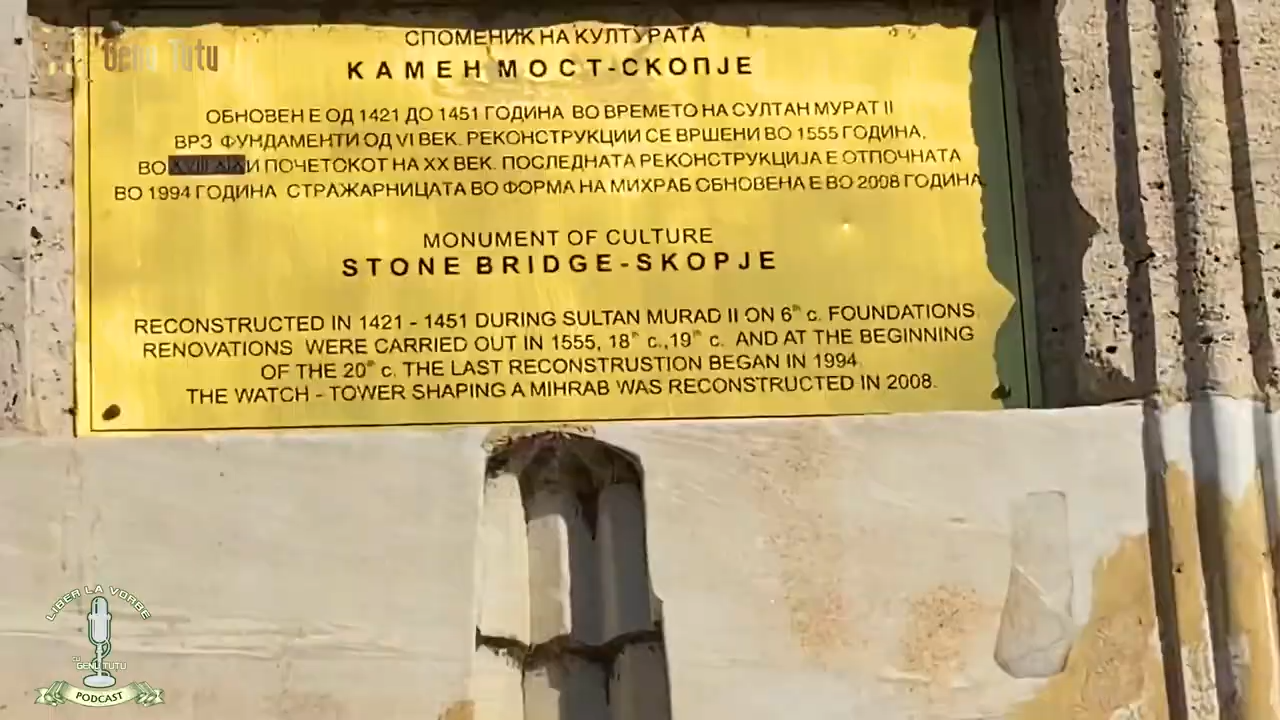 Genu Tutu
СПОМЕНИК НА КУЛТУРАТА
КАМЕН МОСТ-СКОПЈЕ
ОБНОВЕН Е ОД 1421 ДО 1451 ГОДИНА ВО ВРЕМЕТО НА СУЛТАН МУРАТ II
ВРЗ ФУНДАМЕНТИ ОД VI ВЕК. РЕКОНСТРУКЦИИ СЕ ВРШЕНИ ВО 1555 ГОДИНА,
ВО XVIII XIX И ПОЧЕТОКОТ НА XX ВЕК. ПОСЛЕДНАТА РЕКОНСТРУКЦИЈА Е ОТПОЧНАТА
ВО 1994 ГОДИНА СТРАЖАРНИЦАТА ВО ФОРМА НА МИХРАБ ОБНОВЕНА Е ВО 2008 ГОДИНА
MONUMENT OF CULTURE
STONE BRIDGE-SKOPJE
RECONSTRUCTED IN 1421 - 1451 DURING SULTAN MURAD II ON 6th c. FOUNDATIONS.
RENOVATIONS WERE CARRIED OUT IN 1555, 18th c.,19th c. AND AT THE BEGINNING
OF THE 20th c. THE LAST RECONSTRUSTION BEGAN IN 1994.
THE WATCH - TOWER SHAPING A MIHRAB WAS RECONSTRUCTED IN 2008.
LIBER LA VORBE
CU
GENU TUTU
PODCAST